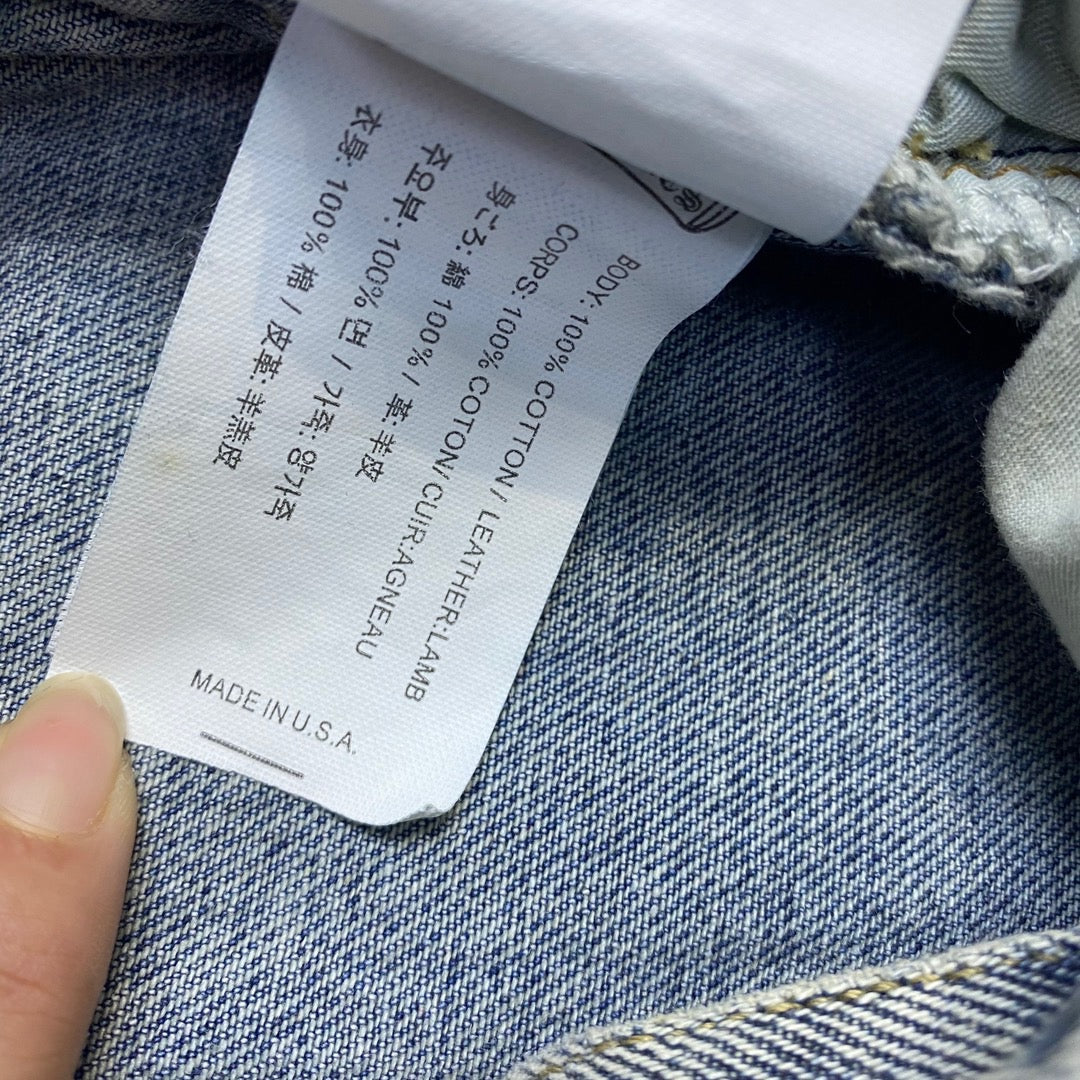 BODY: 100% COTTON / LEATHER:LAMB
CORPS: 100% COTON/ CUIR:AGNEAU
身ごろ: 綿 100% / 革: 羊皮
주요부: 100% 면 / 가죽: 양가죽
衣身: 100% 棉 / 皮革: 羊羔皮
MADE IN U.S.A.